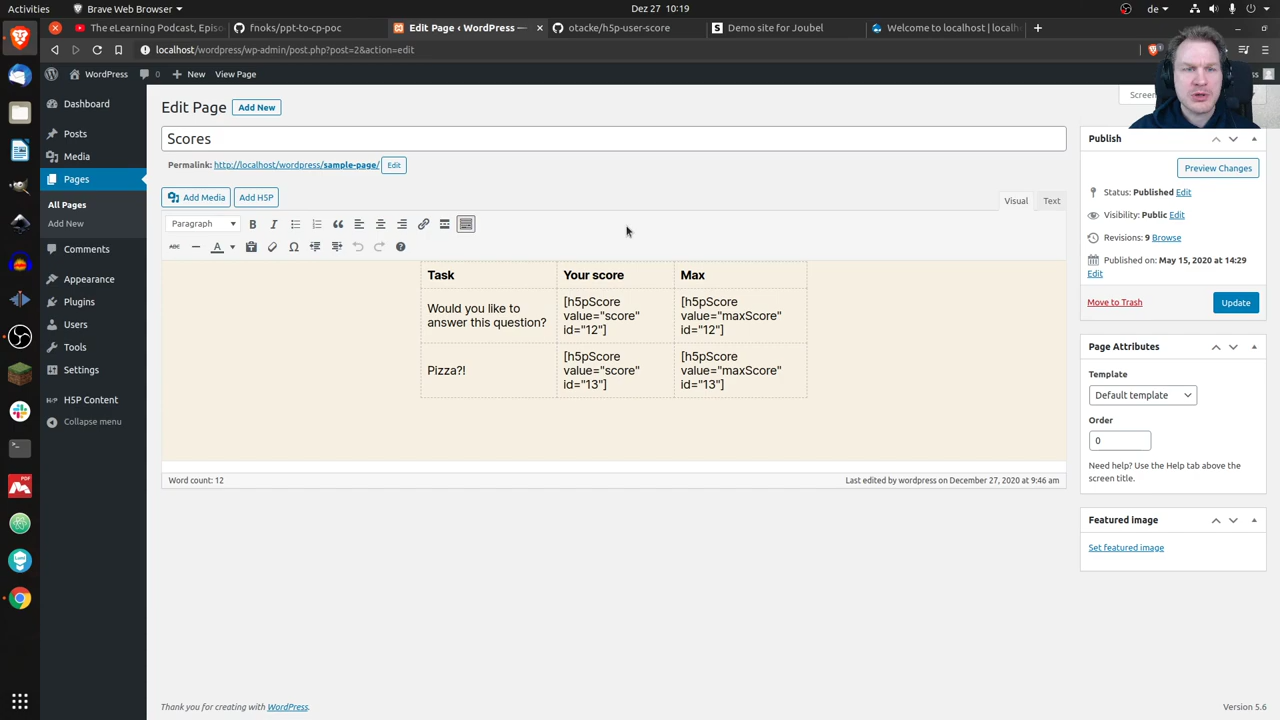 Activities
Brave Web Browser
Dez 27 10:19
de
The eLearning Podcast, Episo
fnoks/ppt-to-cp-poc
Edit Page ‹ WordPress —
otacke/h5p-user-score
Demo site for Joubel
Welcome to localhost | localh
localhost/wordpress/wp-admin/post.php?post=2&action=edit
WordPress
0
New
View Page
Dashboard
Posts
Media
Pages
All Pages
Add New
Comments
Appearance
Plugins
Users
Tools
Settings
H5P Content
Collapse menu
Edit Page
Add New
Screen
Scores
Permalink: http://localhost/wordpress/sample-page/
Edit
Add Media
Add H5P
Visual
Text
Paragraph
B
I
ABC
A
Task
Your score
Max
Would you like to
answer this question?
[h5pScore
value="score"
id="12"]
[h5pScore
value="maxScore"
id="12"]
Pizza?!
[h5pScore
value="score"
id="13"]
[h5pScore
value="maxScore"
id="13"]
Word count: 12
Last edited by wordpress on December 27, 2020 at 9:46 am
Publish
Preview Changes
Status: Published Edit
Visibility: Public Edit
Revisions: 9 Browse
Published on: May 15, 2020 at 14:29
Edit
Move to Trash
Update
Page Attributes
Template
Default template
Order
0
Need help? Use the Help tab above the
screen title.
Featured image
Set featured image
Thank you for creating with WordPress.
Version 5.6